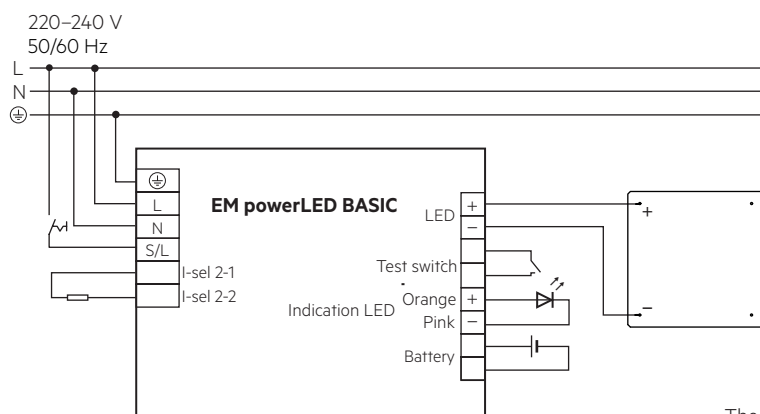 220–240 V
50/60 Hz
L
N
EM powerLED BASIC
L
N
S/L
I-sel 2-1
I-sel 2-2
LED
+
−
Test switch
Indication LED
Orange
+
Pink
−
Battery
+
−
The